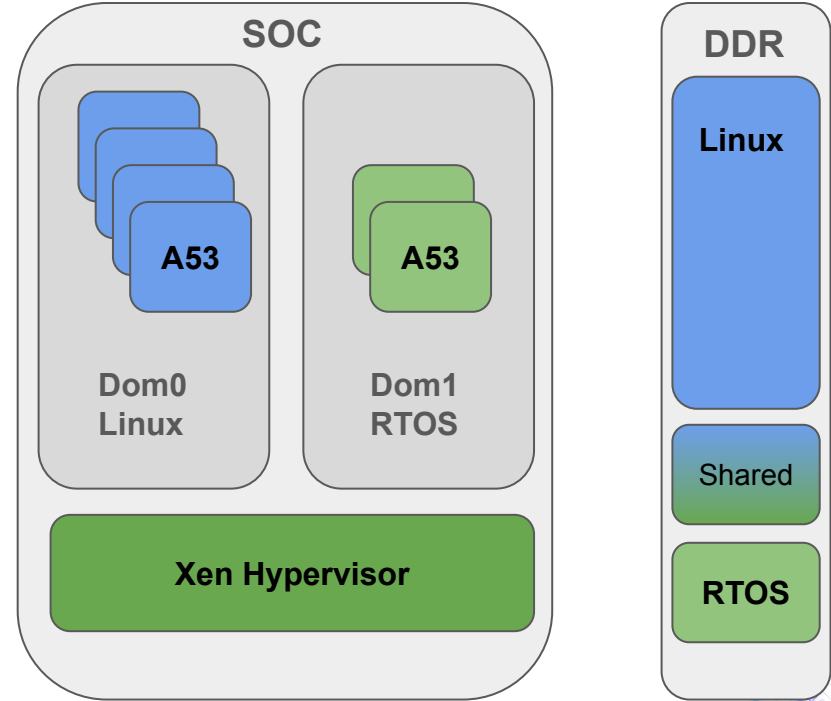 SOC
A53
A53
Dom0
Linux
Dom1
RTOS
Xen Hypervisor
DDR
Linux
Shared
RTOS